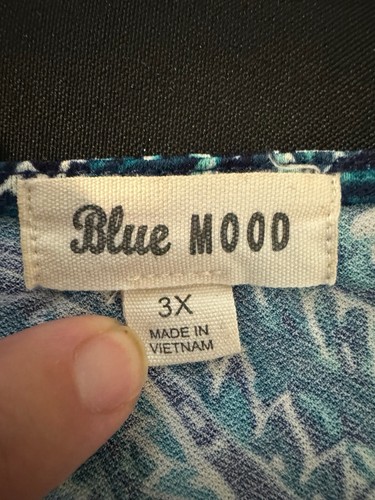 Blue MOOD
3X
MADE IN
VIETNAM